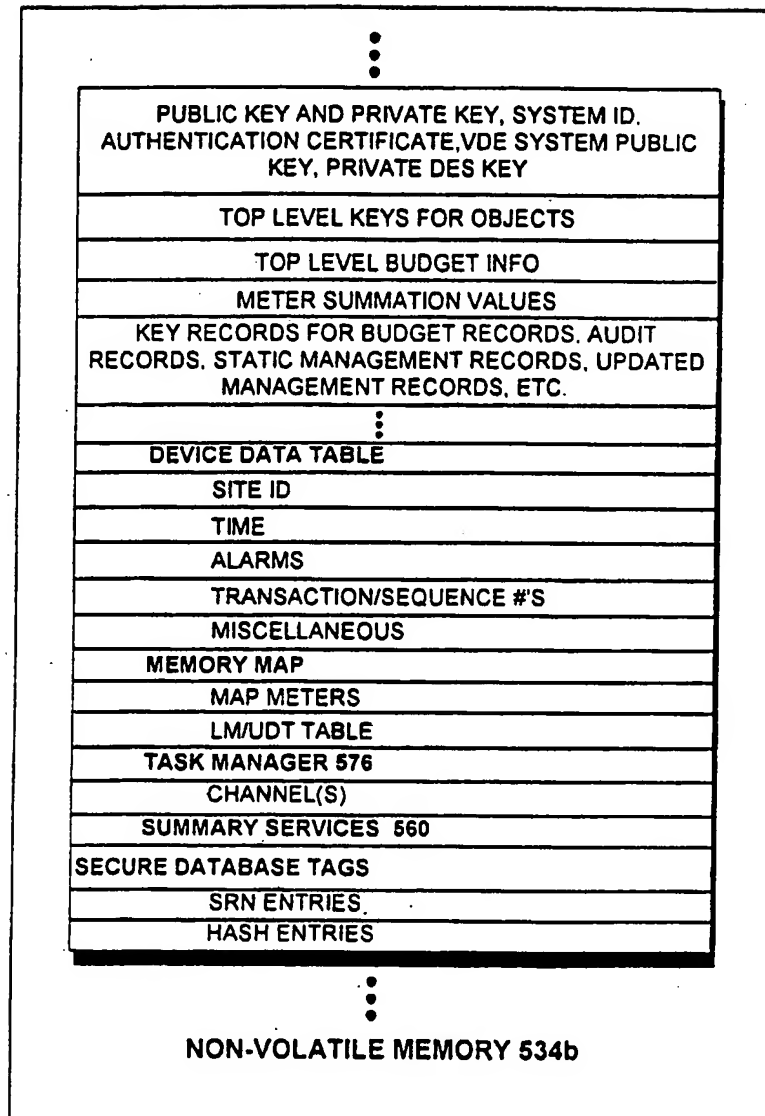 PUBLIC KEY AND PRIVATE KEY, SYSTEM ID.
AUTHENTICATION CERTIFICATE,VDE SYSTEM PUBLIC
KEY, PRIVATE DES KEY
TOP LEVEL KEYS FOR OBJECTS
TOP LEVEL BUDGET INFO
METER SUMMATION VALUES
KEY RECORDS FOR BUDGET RECORDS. AUDIT
RECORDS. STATIC MANAGEMENT RECORDS, UPDATED
MANAGEMENT RECORDS, ETC.
DEVICE DATA TABLE
SITE ID
TIME
ALARMS
TRANSACTION/SEQUENCE #'S
MISCELLANEOUS
MEMORY MAP
MAP METERS
LM/UDT TABLE
TASK MANAGER 576
CHANNEL(S)
SUMMARY SERVICES 560
SECURE DATABASE TAGS
SRN ENTRIES
HASH ENTRIES
NON-VOLATILE MEMORY 534b